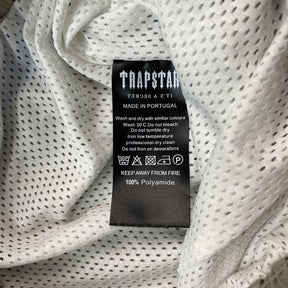 TRAPSTAR
IT'S A SECRET
MADE IN PORTUGAL
Wash and dry with similar colours
Wash 30 C Do not bleach
Do not tumble dry
Iron low temperature
professional dry clean
Do not iron on decorations
KEEP AWAY FROM FIRE
100% Polyamide